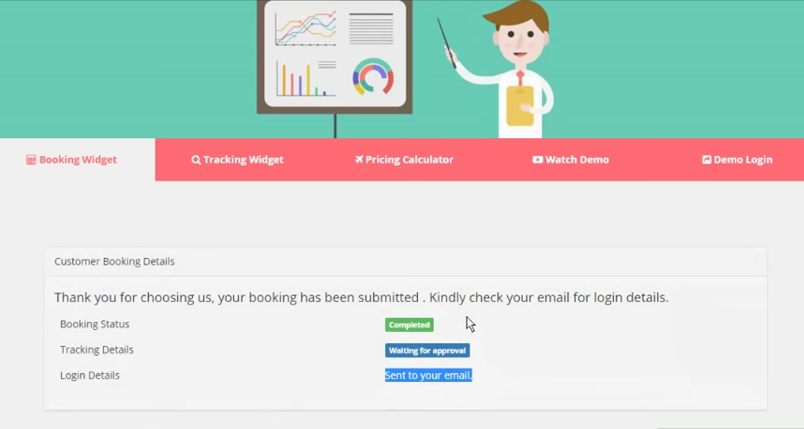 Booking Widget
Tracking Widget
Pricing Calculator
Watch Demo
Demo Login
Customer Booking Details
Thank you for choosing us, your booking has been submitted . Kindly check your email for login details.
Booking Status Completed
Tracking Details Waiting for approval
Login Details Sent to your email.